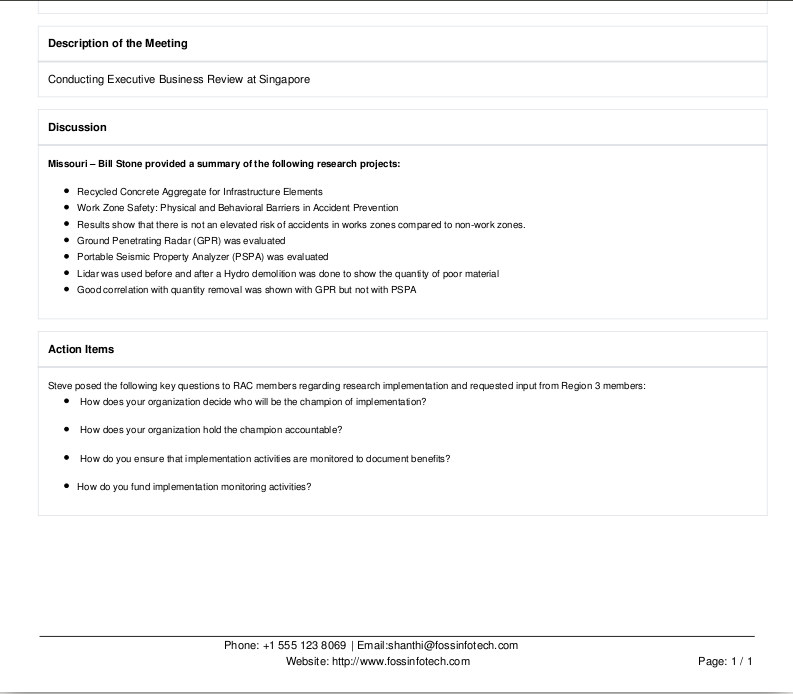 Description of the Meeting
Conducting Executive Business Review at Singapore
Discussion
Missouri – Bill Stone provided a summary of the following research projects:
● Recycled Concrete Aggregate for Infrastructure Elements
● Work Zone Safety: Physical and Behavioral Barriers in Accident Prevention
● Results show that there is not an elevated risk of accidents in works zones compared to non-work zones.
● Ground Penetrating Radar (GPR) was evaluated
● Portable Seismic Property Analyzer (PSPA) was evaluated
● Lidar was used before and after a Hydro demolition was done to show the quantity of poor material
● Good correlation with quantity removal was shown with GPR but not with PSPA
Action Items
Steve posed the following key questions to RAC members regarding research implementation and requested input from Region 3 members:
● How does your organization decide who will be the champion of implementation?
● How does your organization hold the champion accountable?
● How do you ensure that implementation activities are monitored to document benefits?
● How do you fund implementation monitoring activities?
Phone: +1 555 123 8069 | Email:shanthi@fossinfotech.com
Website: http://www.fossinfotech.com
Page: 1 / 1